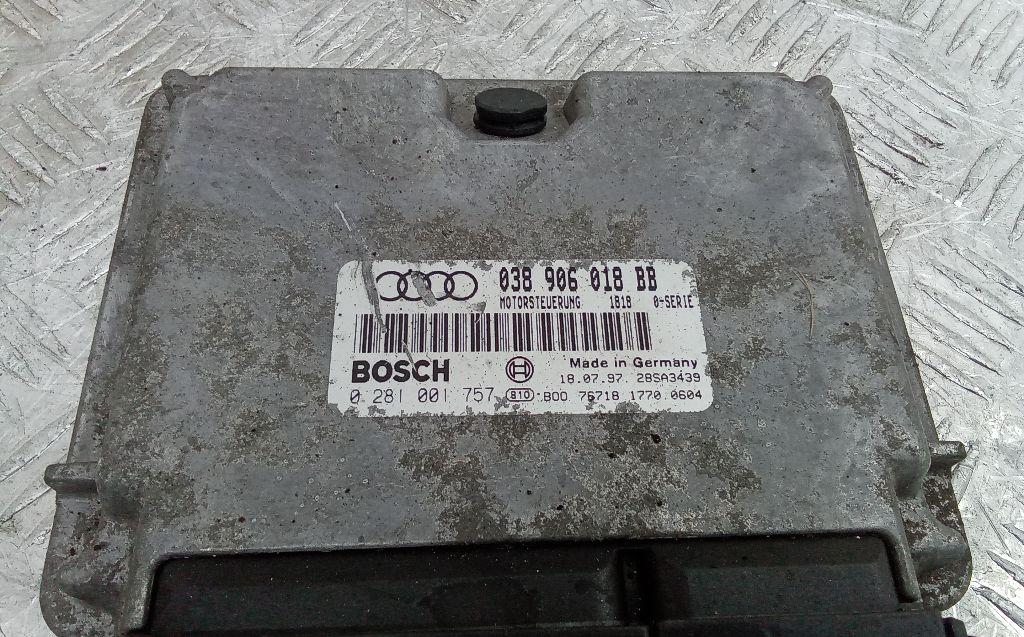 038 906 018 BB
MOTORSTEUERUNG 1818 0-SERIE
BOSCH Made in Germany
18.07.97. 28SA3439
0 281 001 757 810 .B00 76718 1770.0604